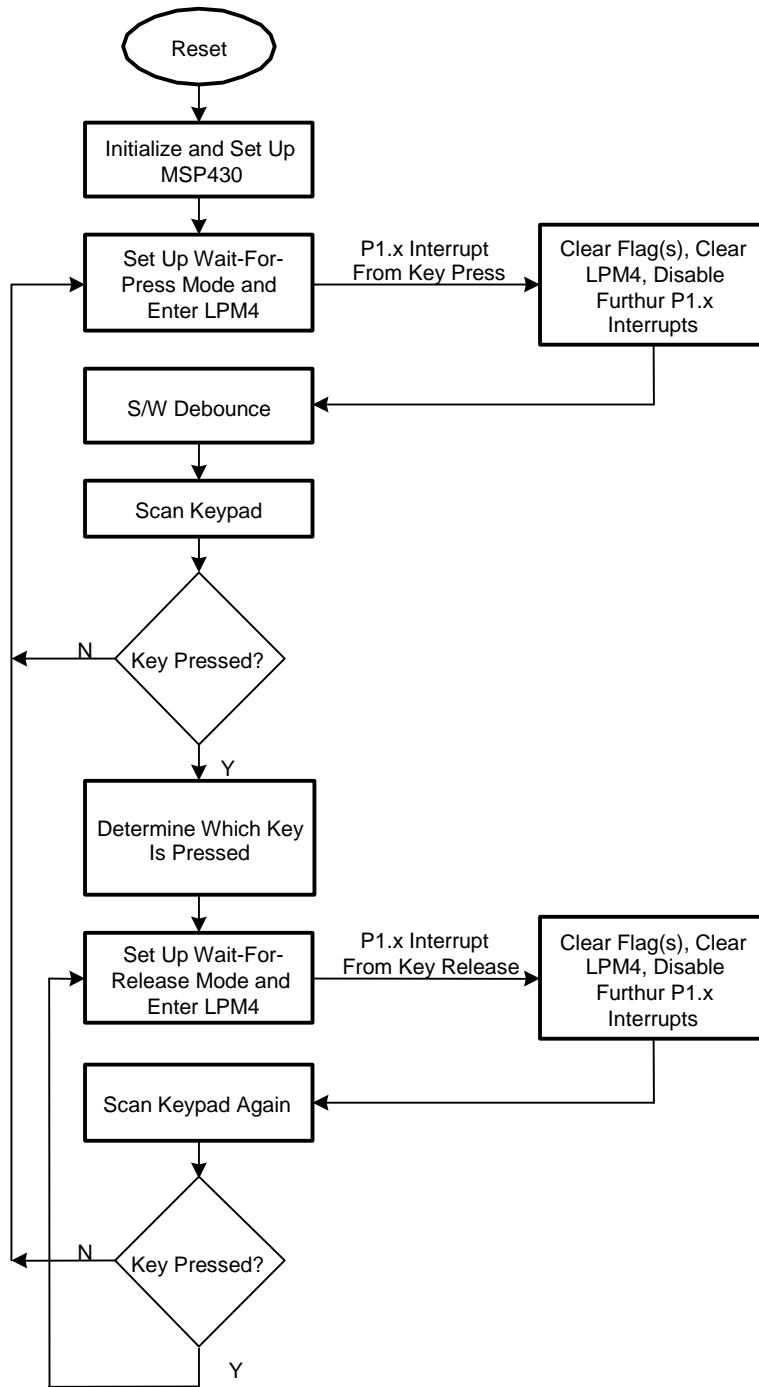 Reset
Initialize and Set Up
MSP430
Set Up Wait-For-
Press Mode and
Enter LPM4
P1.x Interrupt
From Key Press
Clear Flag(s), Clear
LPM4, Disable
Furthur P1.x
Interrupts
S/W Debounce
Scan Keypad
N
Key Pressed?
Y
Determine Which Key
Is Pressed
Set Up Wait-For-
Release Mode and
Enter LPM4
P1.x Interrupt
From Key Release
Clear Flag(s), Clear
LPM4, Disable
Furthur P1.x
Interrupts
Scan Keypad Again
N
Key Pressed?
Y